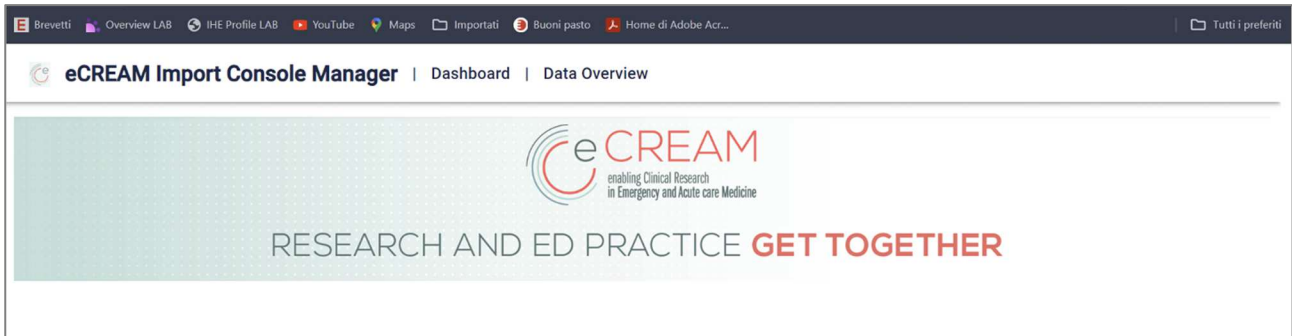 Brevetti Overview LAB IHE Profile LAB YouTube Maps Importati Buoni pasto Home di Adobe Acr... Tutti i preferiti
eCREAM Import Console Manager | Dashboard | Data Overview
eCREAM
enabling Clinical Research
in Emergency and Acute care Medicine
RESEARCH AND ED PRACTICE GET TOGETHER